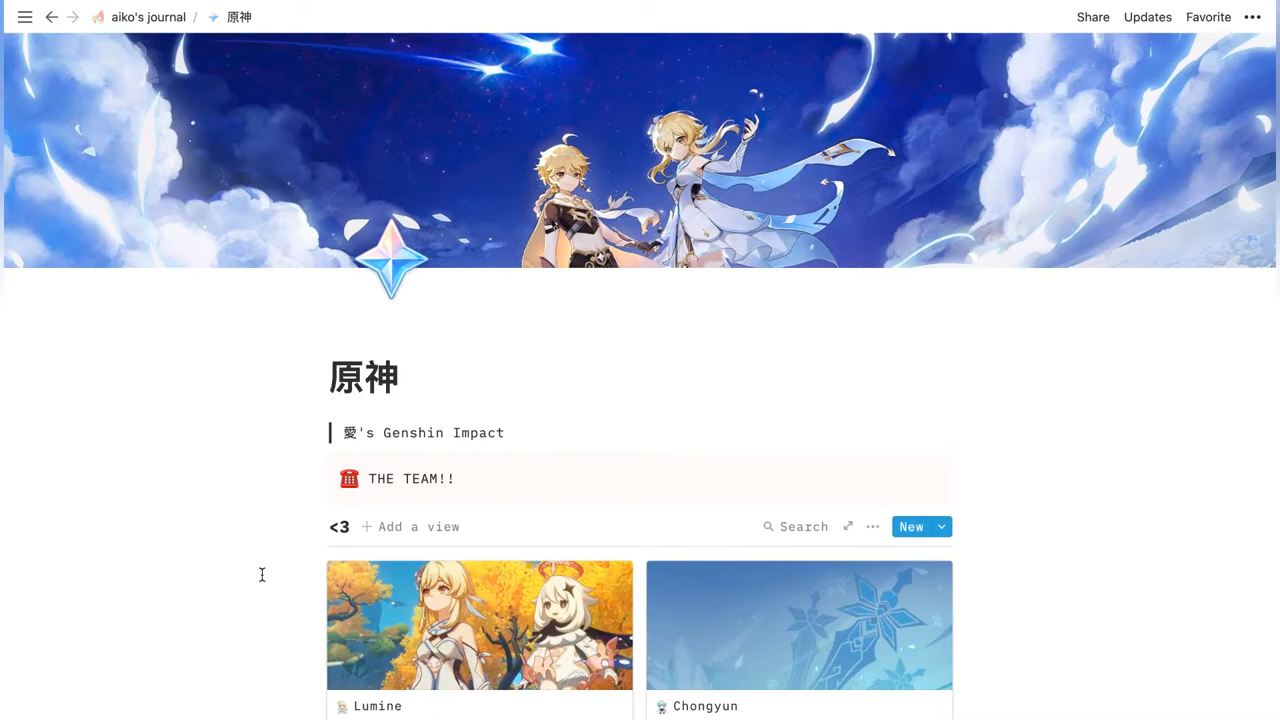 aiko's journal / 原神
Share Updates Favorite
原神
愛's Genshin Impact
THE TEAM!!
<3 + Add a view Search New
Lumine
Chongyun